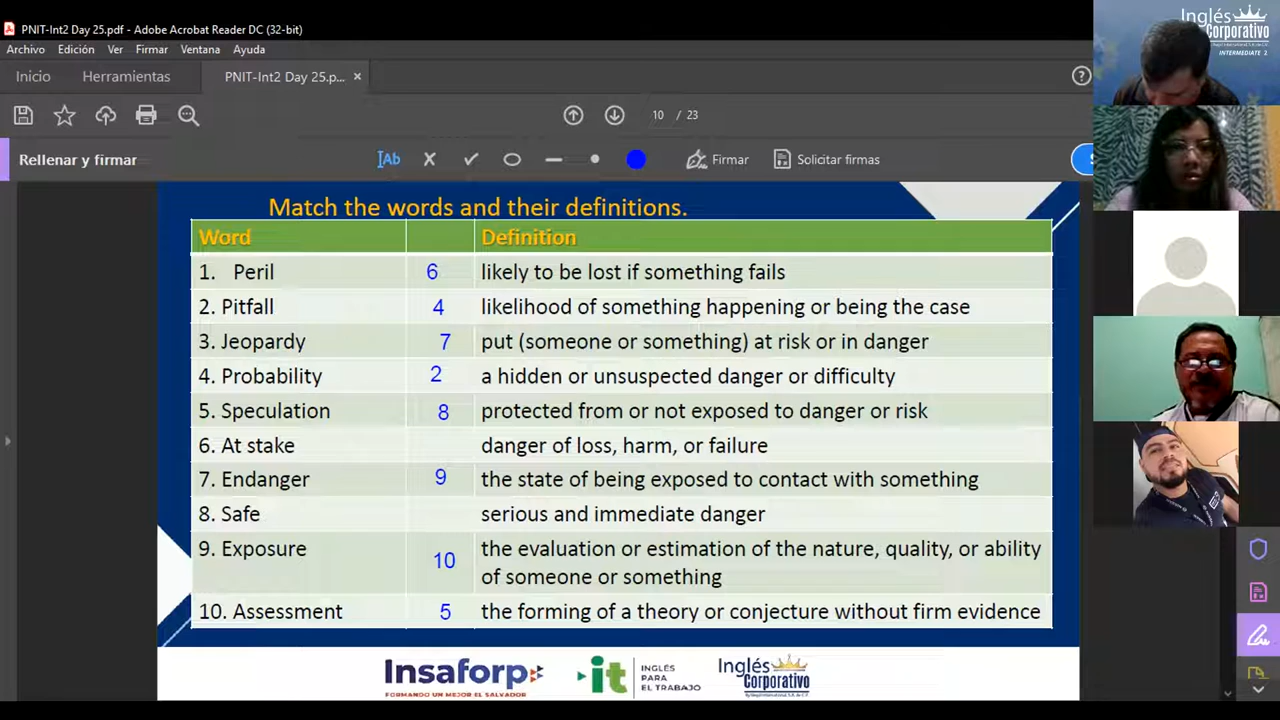 PNIT-Int2 Day 25.pdf - Adobe Acrobat Reader DC (32-bit)
Archivo Edición Ver Firmar Ventana Ayuda
Inicio Herramientas PNIT-Int2 Day 25.p... ×
10 / 23
Rellenar y firmar
Ab Firmar Solicitar firmas S
Match the words and their definitions.
Word Definition
1. Peril 6 likely to be lost if something fails
2. Pitfall 4 likelihood of something happening or being the case
3. Jeopardy 7 put (someone or something) at risk or in danger
4. Probability 2 a hidden or unsuspected danger or difficulty
5. Speculation 8 protected from or not exposed to danger or risk
6. At stake danger of loss, harm, or failure
7. Endanger 9 the state of being exposed to contact with something
8. Safe serious and immediate danger
9. Exposure 10 the evaluation or estimation of the nature, quality, or ability
of someone or something
10. Assessment 5 the forming of a theory or conjecture without firm evidence
Insaforp
FORMANDO UN MEJOR EL SALVADOR
it
INGLÉS
PARA
EL TRABAJO
Inglés
Corporativo
Inglés
Corporativo
INTERMEDIATE 2